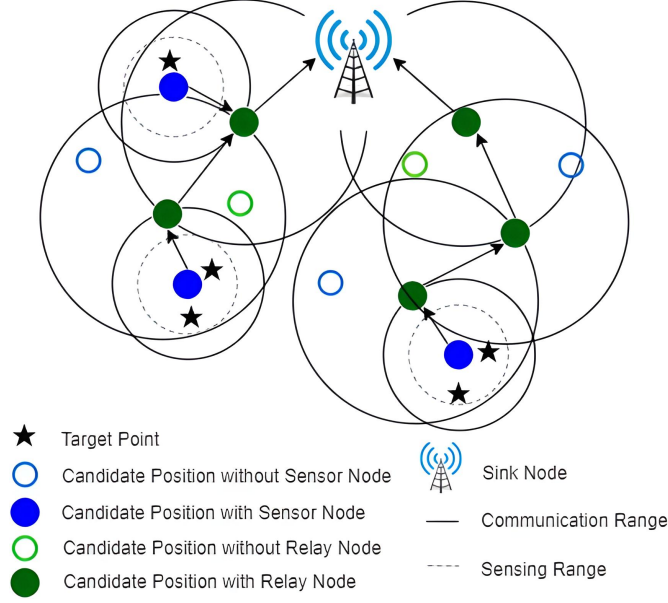 Target Point
Candidate Position without Sensor Node
Candidate Position with Sensor Node
Candidate Position without Relay Node
Candidate Position with Relay Node
Sink Node
Communication Range
Sensing Range